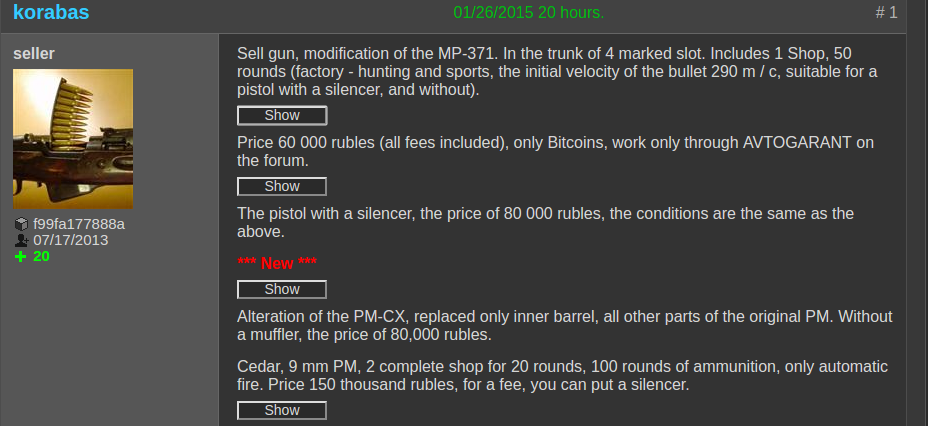 korabas
01/26/2015 20 hours.
# 1
seller
f99fa177888a
07/17/2013
20
Sell gun, modification of the MP-371. In the trunk of 4 marked slot. Includes 1 Shop, 50
rounds (factory - hunting and sports, the initial velocity of the bullet 290 m / c, suitable for a
pistol with a silencer, and without).
Show
Price 60 000 rubles (all fees included), only Bitcoins, work only through AVTOGARANT on
the forum.
Show
The pistol with a silencer, the price of 80 000 rubles, the conditions are the same as the
above.
*** New ***
Show
Alteration of the PM-CX, replaced only inner barrel, all other parts of the original PM. Without
a muffler, the price of 80,000 rubles.
Cedar, 9 mm PM, 2 complete shop for 20 rounds, 100 rounds of ammunition, only automatic
fire. Price 150 thousand rubles, for a fee, you can put a silencer.
Show